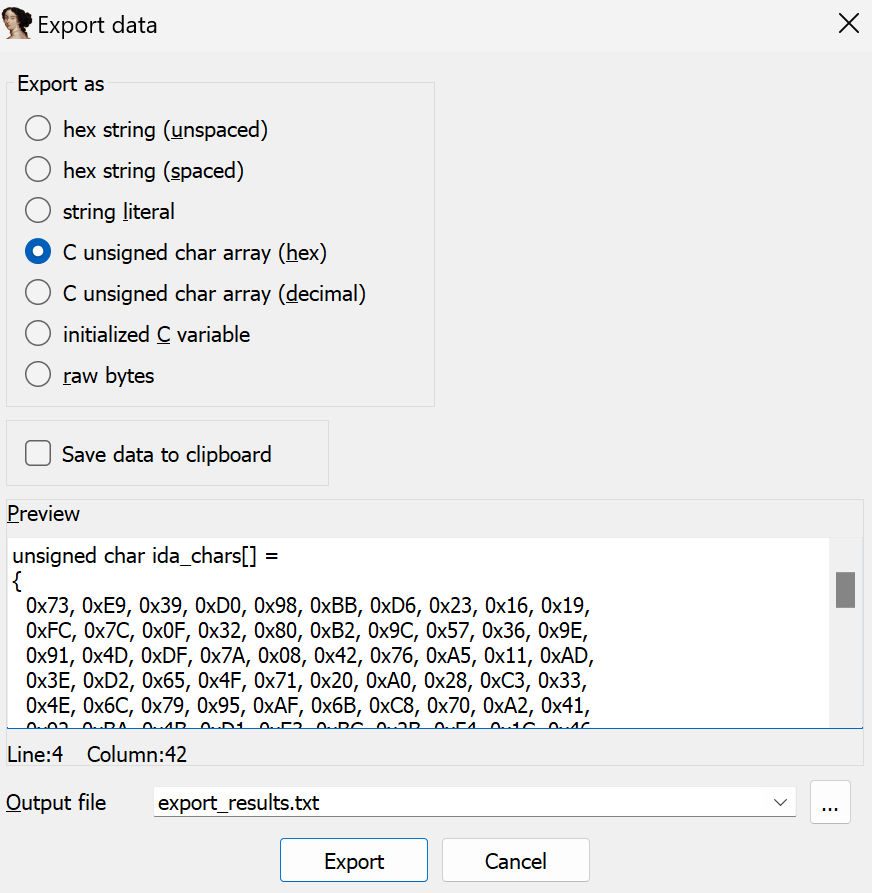 Export data
Export as
hex string (unspaced)
hex string (spaced)
string literal
C unsigned char array (hex)
C unsigned char array (decimal)
initialized C variable
raw bytes
Save data to clipboard
Preview
unsigned char ida_chars[] =
{
0x73, 0xE9, 0x39, 0xD0, 0x98, 0xBB, 0xD6, 0x23, 0x16, 0x19,
0xFC, 0x7C, 0x0F, 0x32, 0x80, 0xB2, 0x9C, 0x57, 0x36, 0x9E,
0x91, 0x4D, 0xDF, 0x7A, 0x08, 0x42, 0x76, 0xA5, 0x11, 0xAD,
0x3E, 0xD2, 0x65, 0x4F, 0x71, 0x20, 0xA0, 0x28, 0xC3, 0x33,
0x4E, 0x6C, 0x79, 0x95, 0xAF, 0x6B, 0xC8, 0x70, 0xA2, 0x41,
Line:4 Column:42
Output file
export_results.txt
...
Export
Cancel